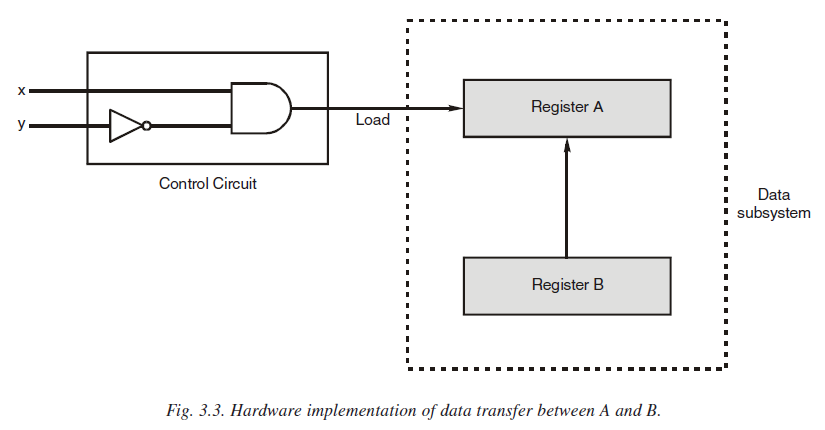 x
y
Load
Control Circuit
Register A
Data
subsystem
Register B
Fig. 3.3. Hardware implementation of data transfer between A and B.